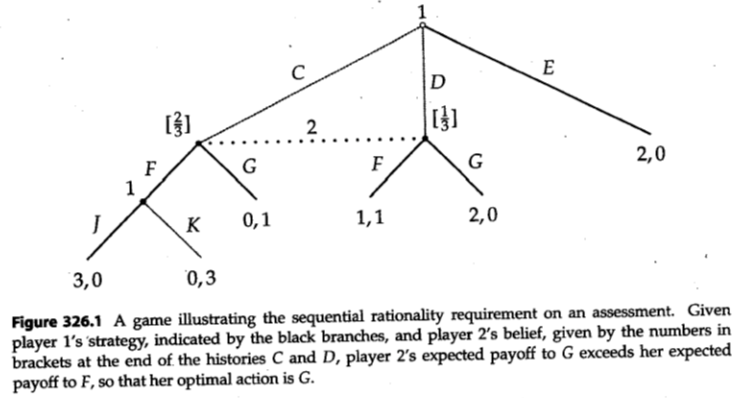 1
C
D
E
[2/3]
2
[1/3]
2,0
F
G
F
G
1
J
K
0,1
1,1
2,0
3,0
0,3
Figure 326.1 A game illustrating the sequential rationality requirement on an assessment. Given
player 1's strategy, indicated by the black branches, and player 2's belief, given by the numbers in
brackets at the end of the histories C and D, player 2's expected payoff to G exceeds her expected
payoff to F, so that her optimal action is G.